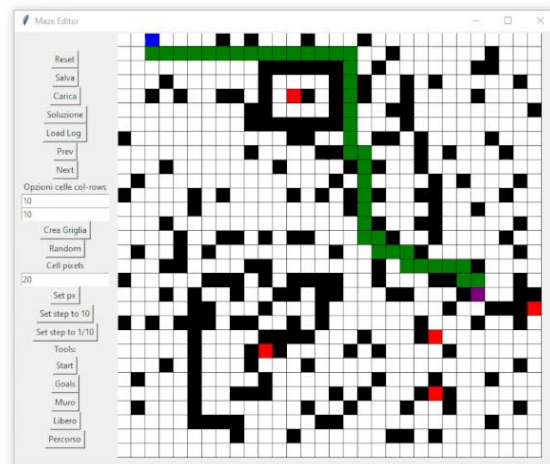 Maze Editor
Reset
Salva
Carica
Soluzione
Load Log
Prev
Next
Opzioni celle col-rows
10
10
Crea Griglia
Random
Cell pixels
20
Set px
Set step to 10
Set step to 1/10
Tools:
Start
Goals
Muro
Libero
Percorso